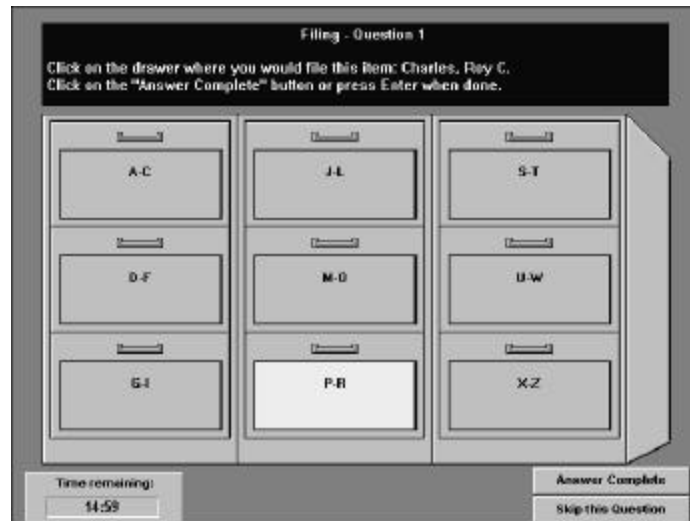 Filing - Question 1
Click on the drawer where you would file this item: Charles, Roy C.
Click on the "Answer Complete" button or press Enter when done.
A-C
J-L
S-T
D-F
M-O
U-W
G-I
P-R
X-Z
Time remaining:
14:59
Answer Complete
Skip this Question